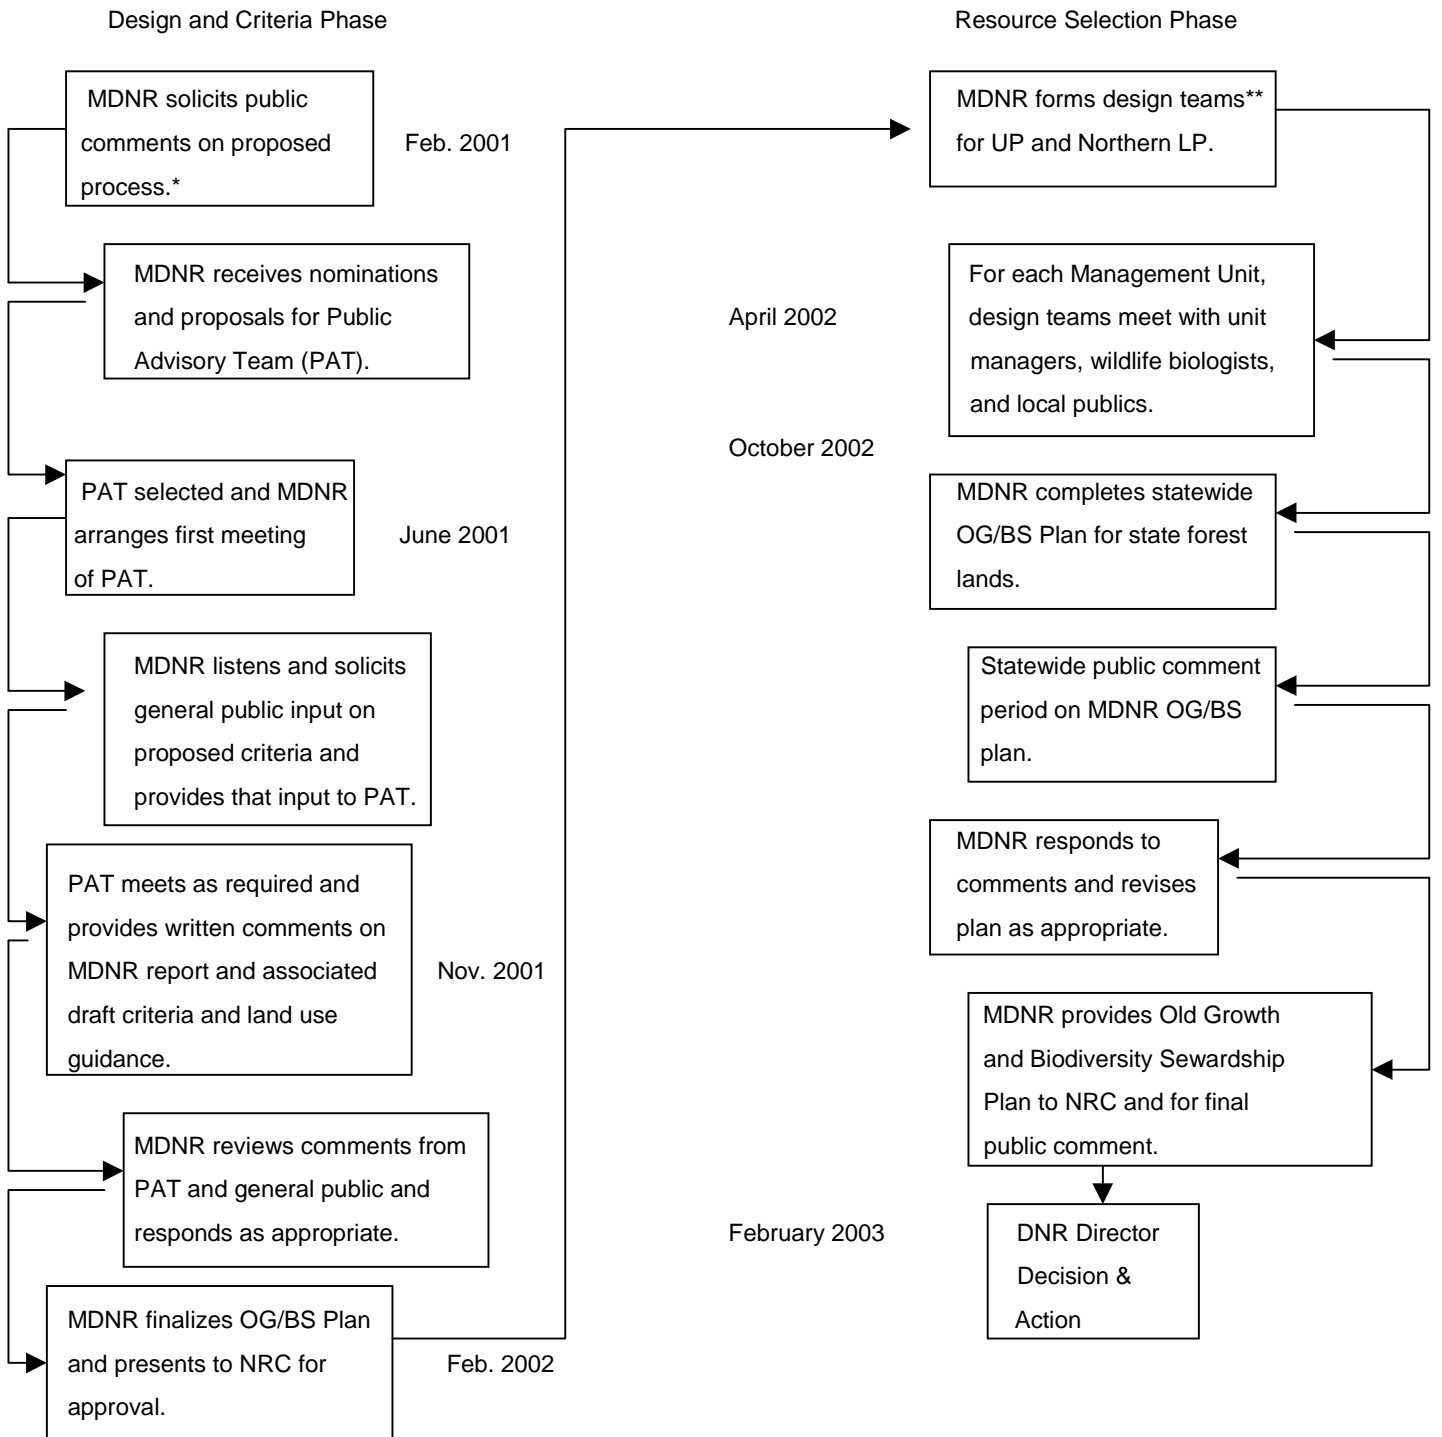 Design and Criteria Phase
MDNR solicits public
comments on proposed
process.*
Feb. 2001
MDNR receives nominations
and proposals for Public
Advisory Team (PAT).
PAT selected and MDNR
arranges first meeting
of PAT.
June 2001
MDNR listens and solicits
general public input on
proposed criteria and
provides that input to PAT.
PAT meets as required and
provides written comments on
MDNR report and associated
draft criteria and land use
guidance.
Nov. 2001
MDNR reviews comments from
PAT and general public and
responds as appropriate.
MDNR finalizes OG/BS Plan
and presents to NRC for
approval.
Feb. 2002
Resource Selection Phase
MDNR forms design teams**
for UP and Northern LP.
April 2002
For each Management Unit,
design teams meet with unit
managers, wildlife biologists,
and local publics.
October 2002
MDNR completes statewide
OG/BS Plan for state forest
lands.
Statewide public comment
period on MDNR OG/BS
plan.
MDNR responds to
comments and revises
plan as appropriate.
MDNR provides Old Growth
and Biodiversity Sewardship
Plan to NRC and for final
public comment.
February 2003
DNR Director
Decision &
Action